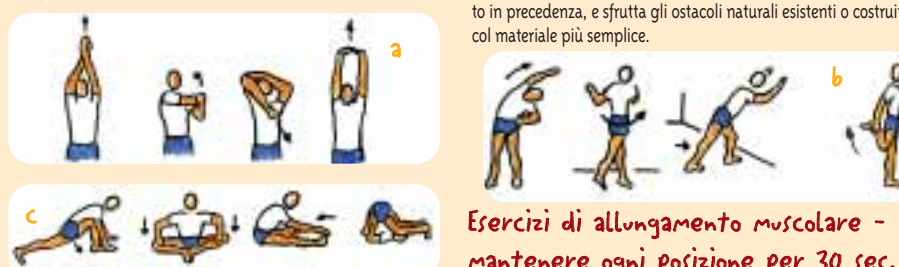 to in precedenza, e sfrutta gli ostacoli naturali esistenti o costruit
col materiale più semplice.
a
b
c
Esercizi di allungamento muscolare -
mantenere ogni posizione per 30 sec.